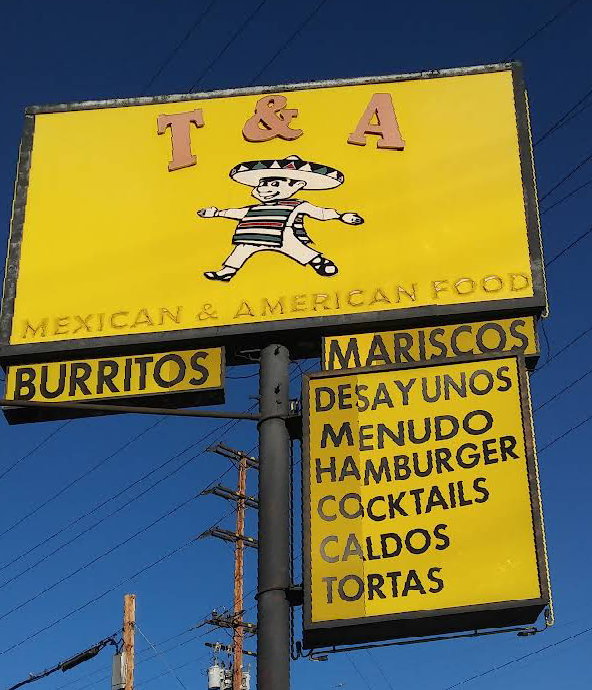 T & A
MEXICAN & AMERICAN FOOD
BURRITOS
MARISCOS
DESAYUNOS
MENUDO
HAMBURGER
COCKTAILS
CALDOS
TORTAS